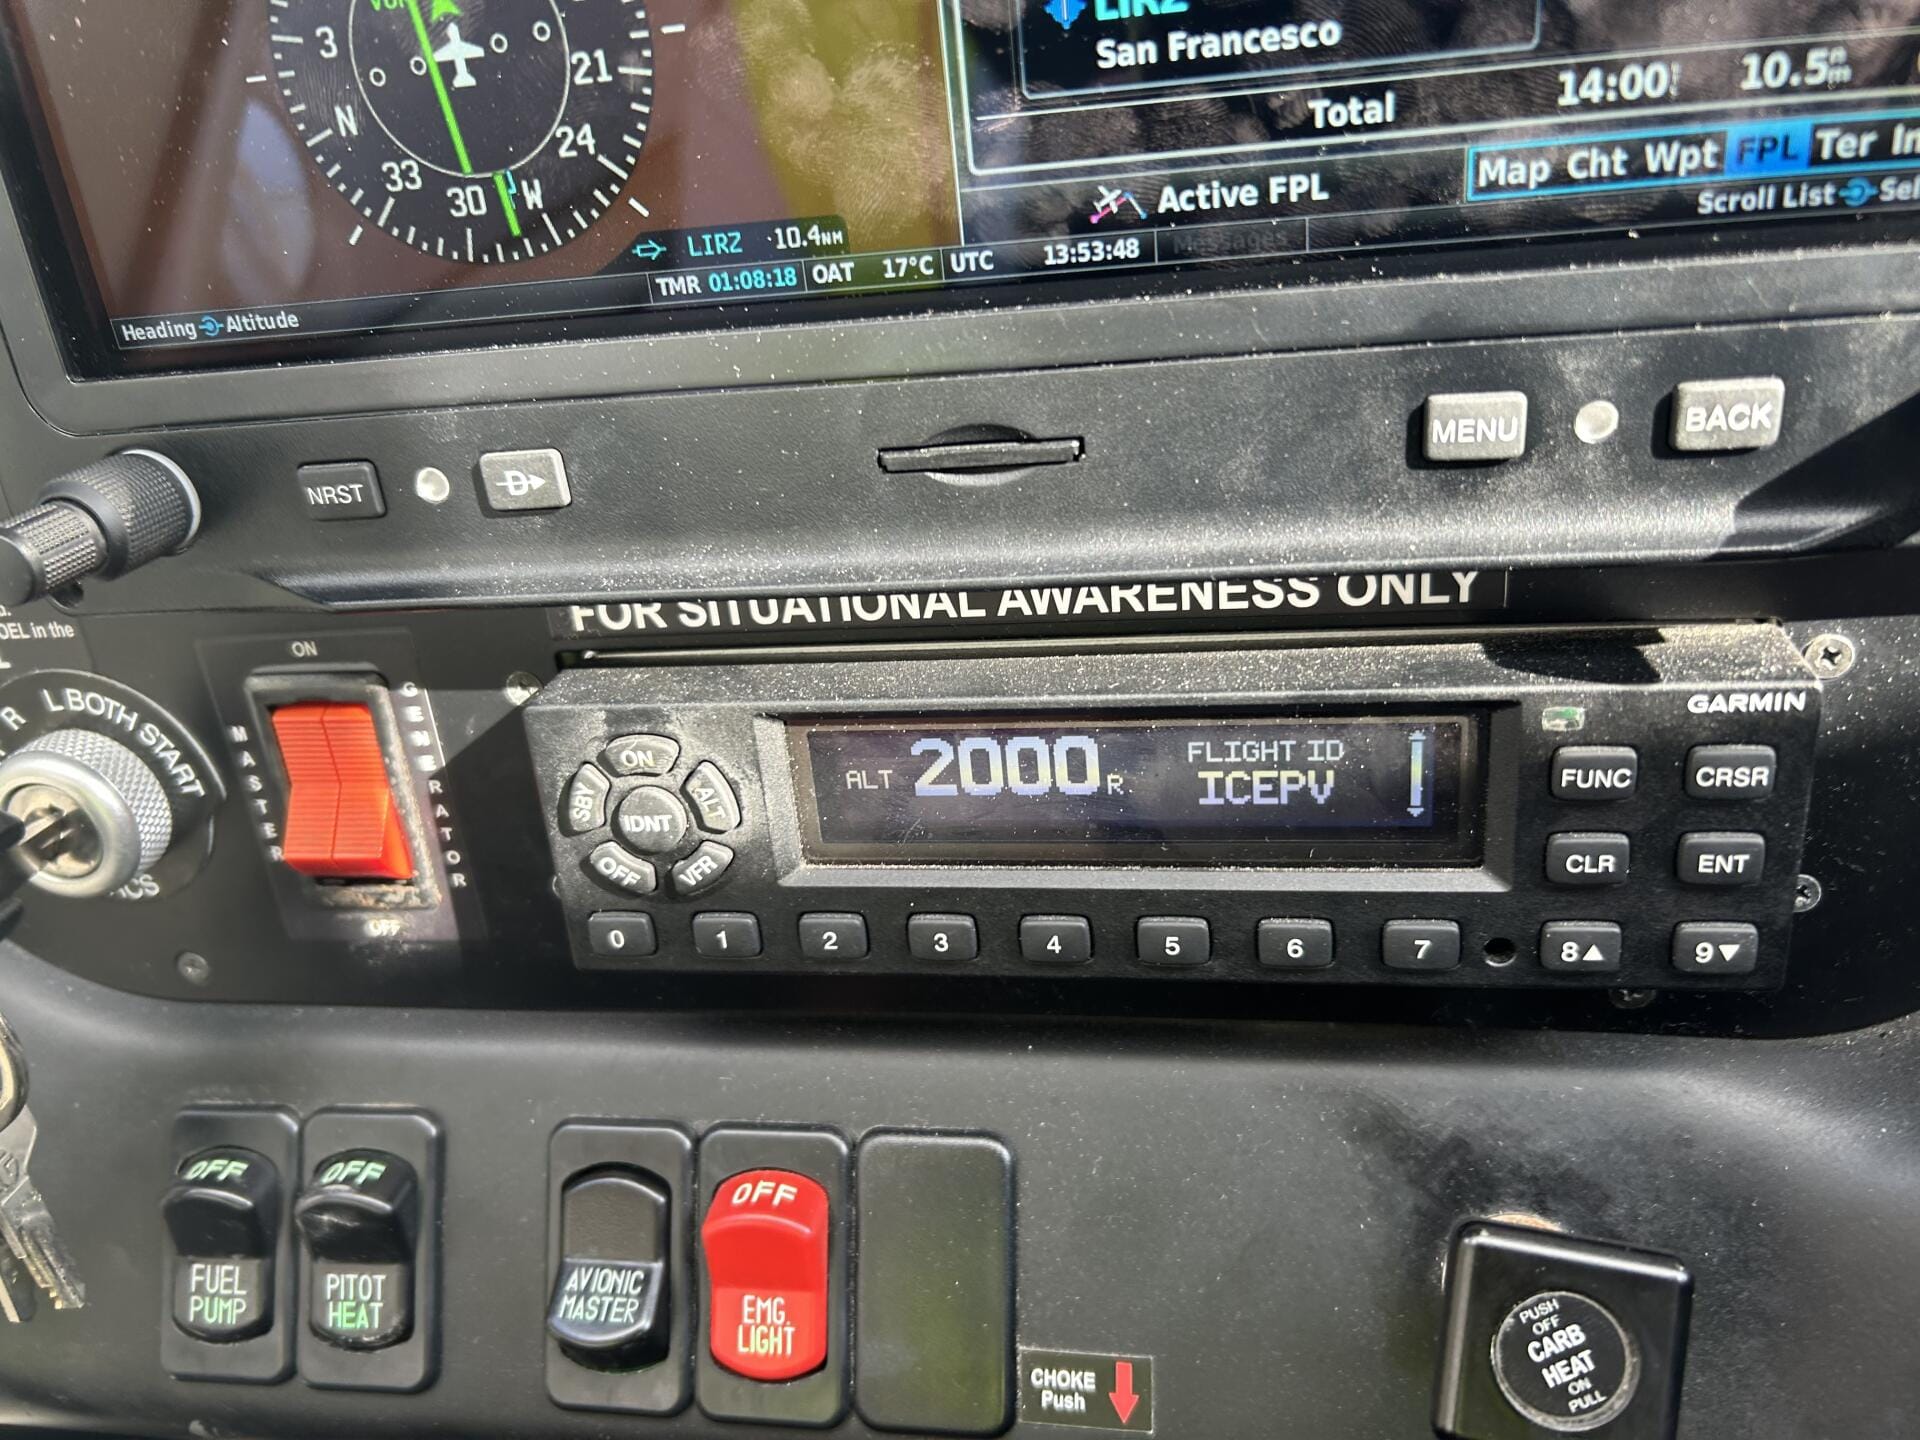 LIRZ
San Francesco
Total 14:00 10.5nm
3
21
N
24
33
30
W
Map Cht Wpt FPL Ter
Active FPL
Scroll List
LIRZ 10.4NM
TMR 01:08:18 OAT 17°C UTC 13:53:48 Messages
Heading Altitude
MENU BACK
NRST D
FOR SITUATIONAL AWARENESS ONLY
in the
ON
R L BOTH START
MASTER
GENERATOR
OFF
GARMIN
ON
SBY
ALT
IDNT
OFF
VFR
ALT 2000 R
FLIGHT ID
ICEPV
FUNC CRSR
CLR ENT
0 1 2 3 4 5 6 7 8▲ 9▼
OFF
FUEL
PUMP
OFF
PITOT
HEAT
AVIONIC
MASTER
OFF
EMG.
LIGHT
CHOKE
Push
PUSH
OFF
CARB
HEAT
ON
PULL